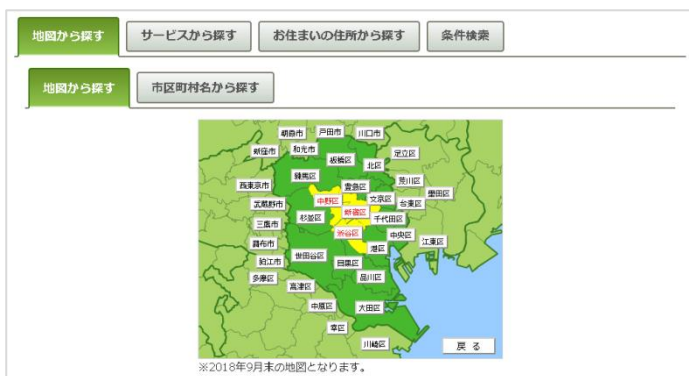 地図から探す
サービスから探す
お住まいの住所から探す
条件検索
地図から探す
市区町村名から探す
朝霞市
戸田市
川口市
新座市
和光市
板橋区
北区
足立区
練馬区
荒川区
西東京市
豊島区
墨田区
武蔵野市
中野区
文京区
台東区
杉並区
新宿区
千代田区
三鷹市
渋谷区
中央区
江東区
調布市
港区
狛江市
世田谷区
目黒区
多摩区
品川区
高津区
中原区
大田区
幸区
川崎区
戻る
※2018年9月末の地図となります。